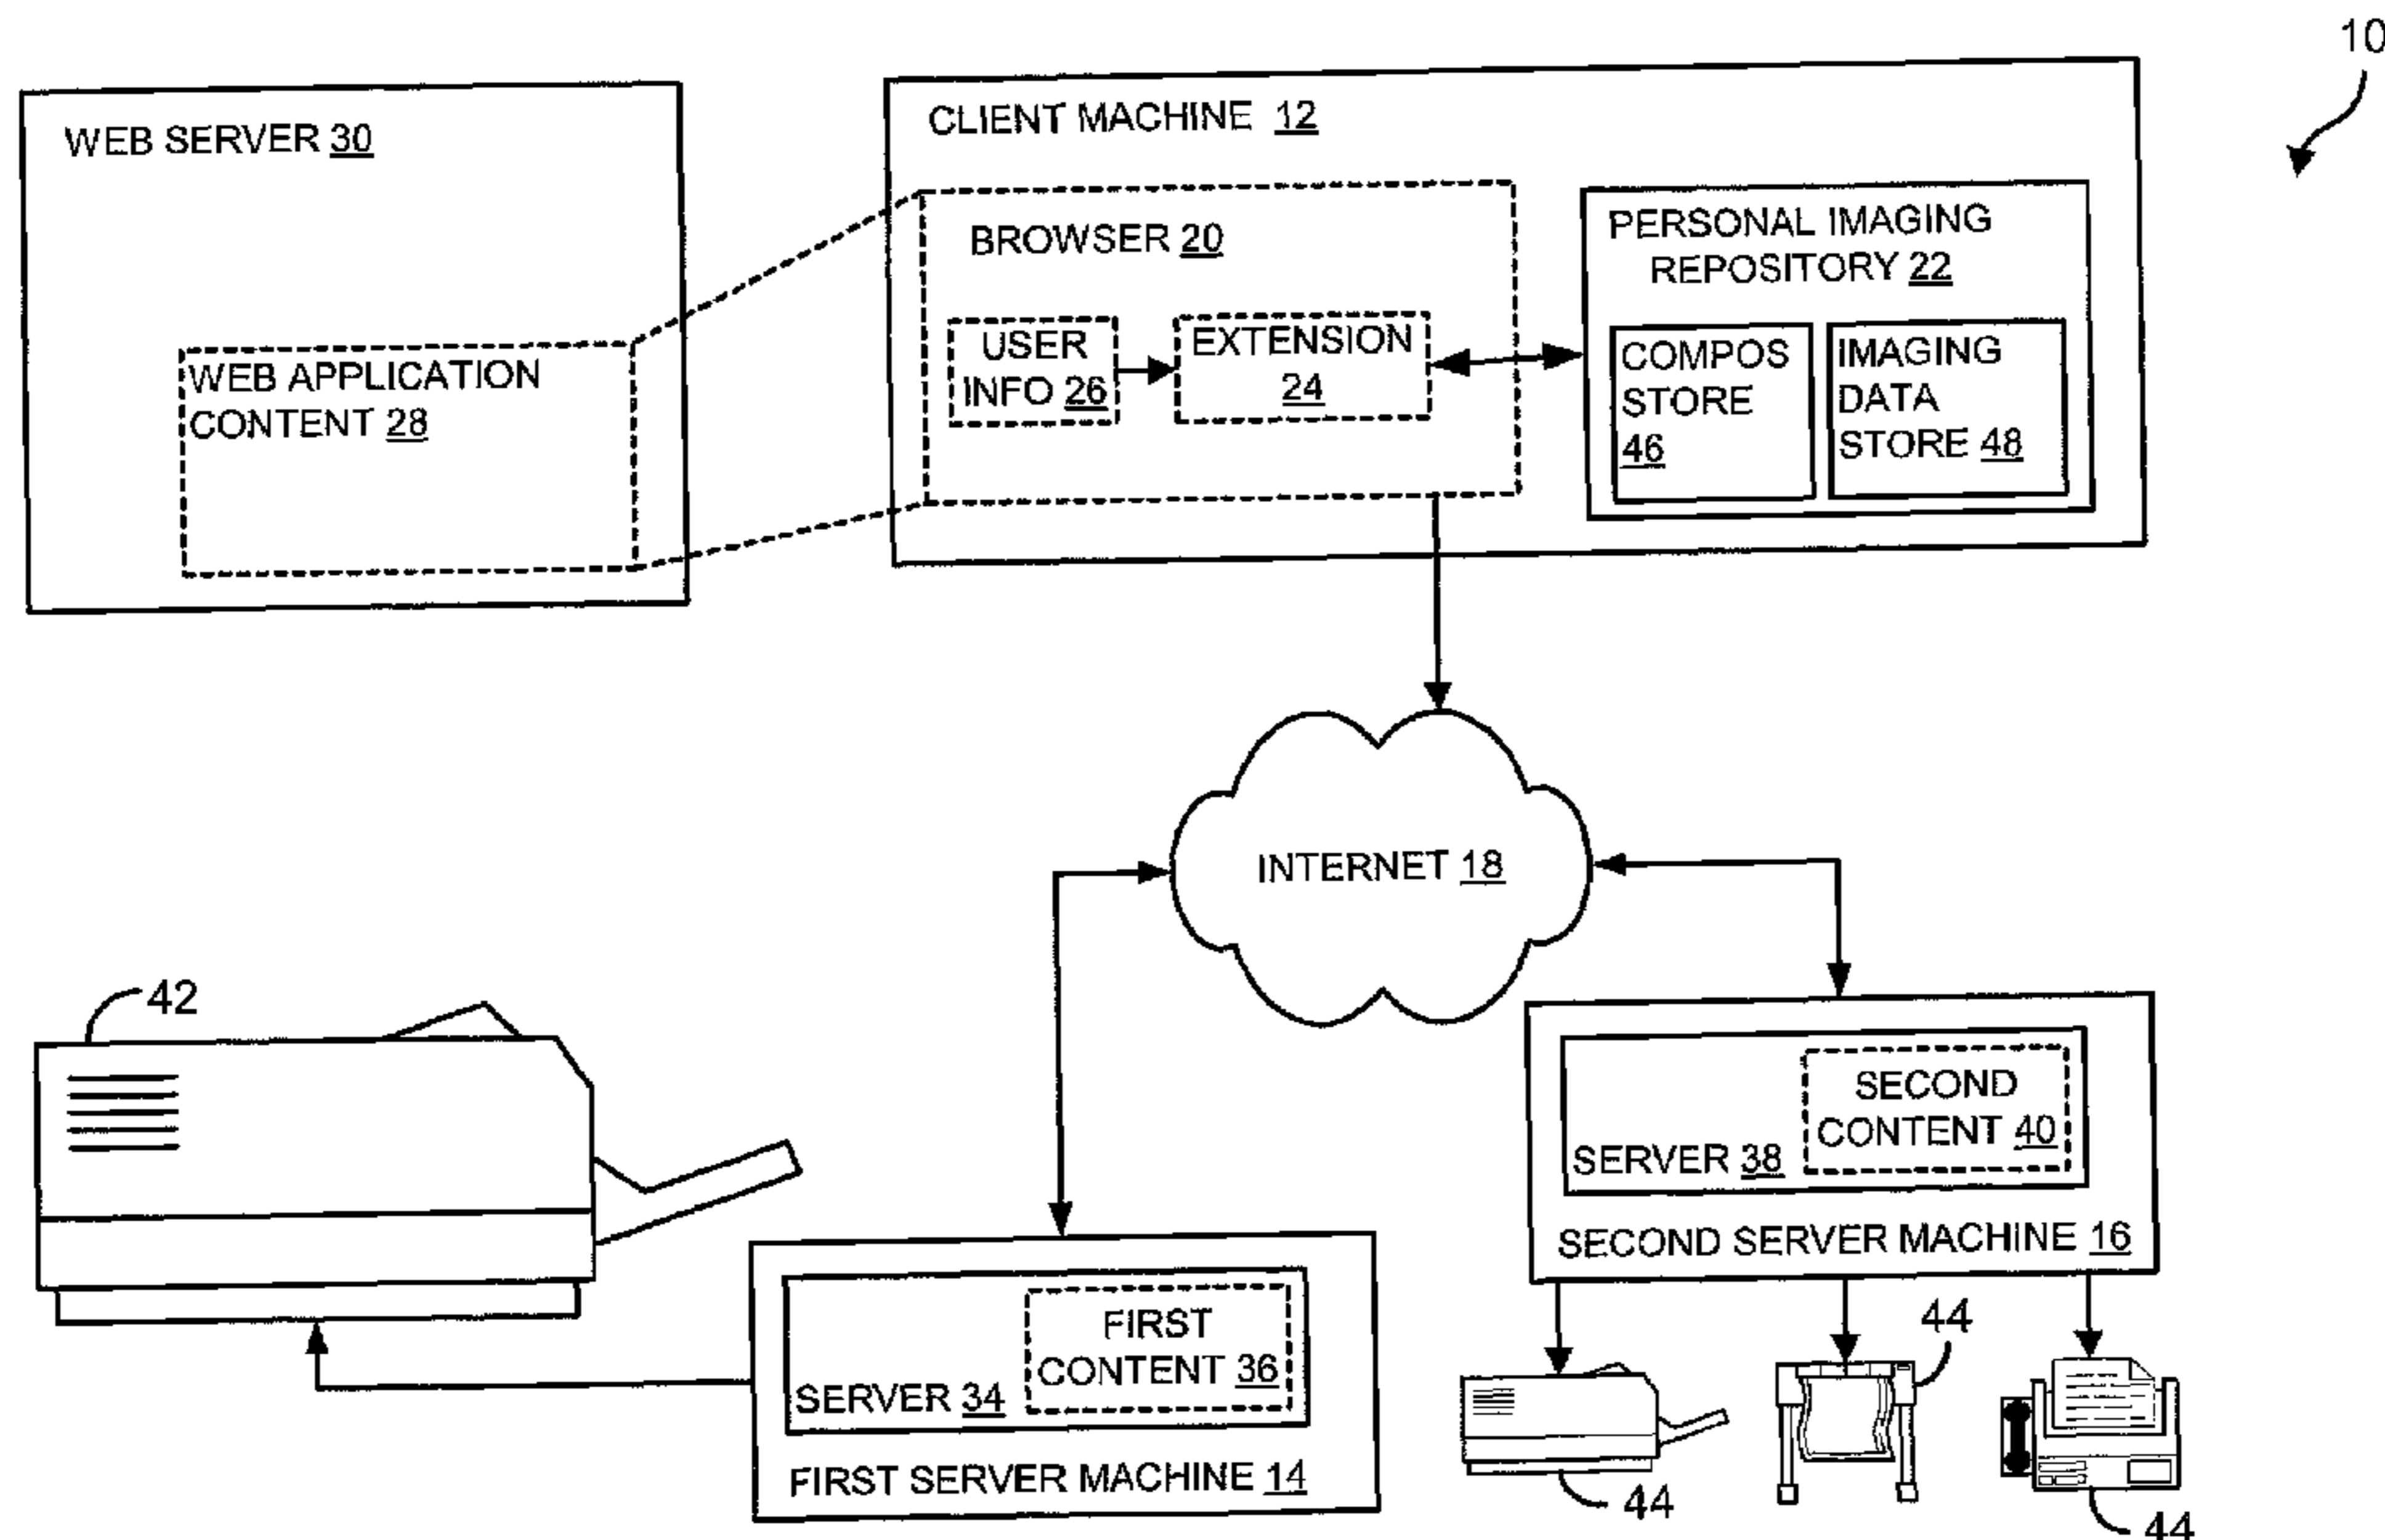 10
WEB SERVER 30
WEB APPLICATION
CONTENT 28
CLIENT MACHINE 12
BROWSER 20
USER
INFO 26
EXTENSION
24
PERSONAL IMAGING
REPOSITORY 22
COMPOS
STORE
46
IMAGING
DATA
STORE 48
INTERNET 18
42
SECOND
CONTENT 40
SERVER 38
SECOND SERVER MACHINE 16
FIRST
CONTENT 36
SERVER 34
FIRST SERVER MACHINE 14
44
44
44